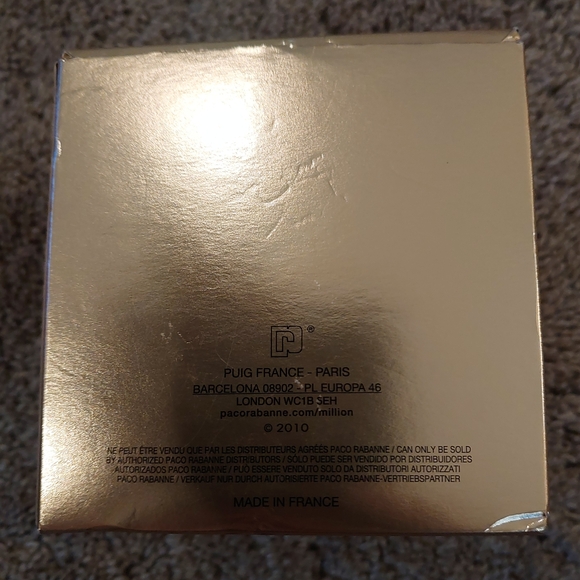 ®
PUIG FRANCE - PARIS
BARCELONA 08902 - PL EUROPA 46
LONDON WC1B 3EH
pacorabanne.com/million
© 2010
NE PEUT ÊTRE VENDU QUE PAR LES DISTRIBUTEURS AGRÉÉS PACO RABANNE / CAN ONLY BE SOLD
BY AUTHORIZED PACO RABANNE DISTRIBUTORS / SÓLO PUEDE SER VENDIDO POR DISTRIBUIDORES
AUTORIZADOS PACO RABANNE / PUÒ ESSERE VENDUTO SOLO DA DISTRIBUTORI AUTORIZZATI
PACO RABANNE / VERKAUF NUR DURCH AUTORISIERTE PACO RABANNE-VERTRIEBSPARTNER
MADE IN FRANCE